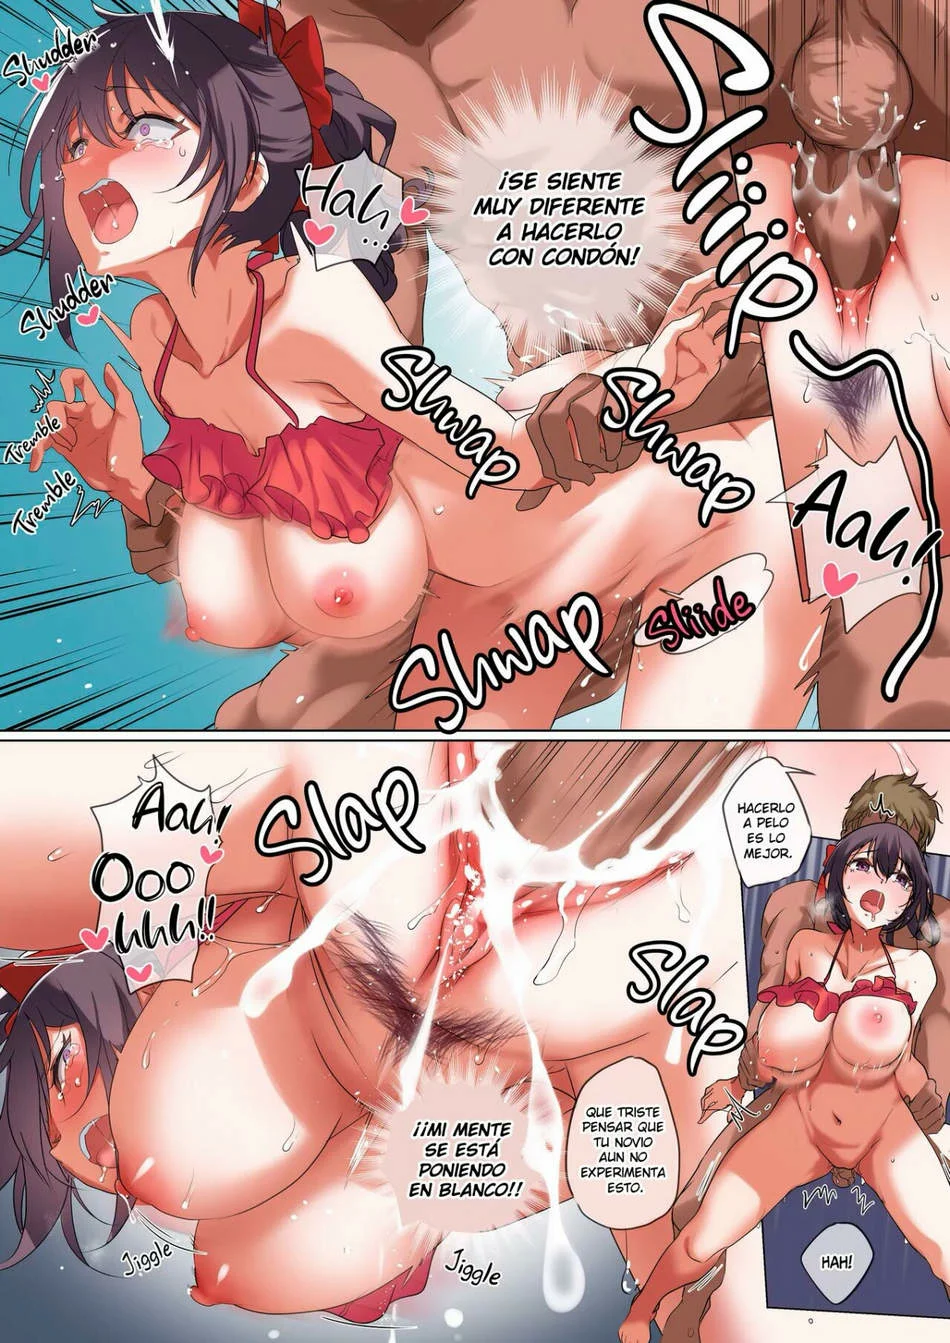 Shudder
Sliiip
¡SE SIENTE
MUY DIFERENTE
A HACERLO
CON CONDÓN!
Hah...
Shudder
Shwap
Shwap
Tremble
Tremble
Aah!
Sliide
Shwap
Aah!
Ooo
hhh!!
Slap
HACERLO
A PELO
ES LO
MEJOR.
Slap
¡¡MI MENTE
SE ESTÁ
PONIENDO
EN BLANCO!!
QUE TRISTE
PENSAR QUE
TU NOVIO
AUN NO
EXPERIMENTA
ESTO.
Jiggle
Jiggle
HAH!